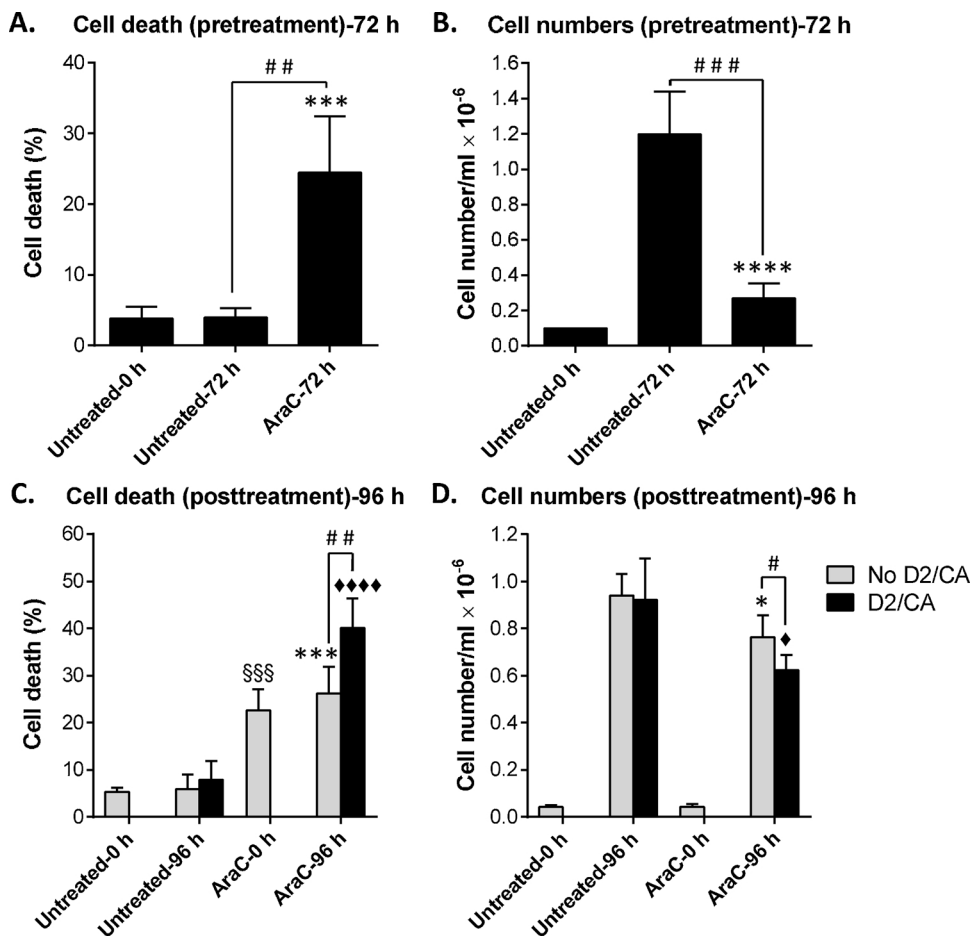 A. Cell death (pretreatment)-72 h
Cell death (%)
40
30
20
10
0
# #
***
Untreated-0 h
Untreated-72 h
AraC-72 h
B. Cell numbers (pretreatment)-72 h
Cell number/ml × 10-6
1.6
1.4
1.2
1.0
0.8
0.6
0.4
0.2
0.0
# # #
****
Untreated-0 h
Untreated-72 h
AraC-72 h
C. Cell death (posttreatment)-96 h
Cell death (%)
60
50
40
30
20
10
0
# #
♦♦♦♦
***
§§§
Untreated-0 h
Untreated-96 h
AraC-0 h
AraC-96 h
D. Cell numbers (posttreatment)-96 h
Cell number/ml × 10-6
1.2
1.0
0.8
0.6
0.4
0.2
0.0
#
*
♦
Untreated-0 h
Untreated-96 h
AraC-0 h
AraC-96 h
No D2/CA
D2/CA